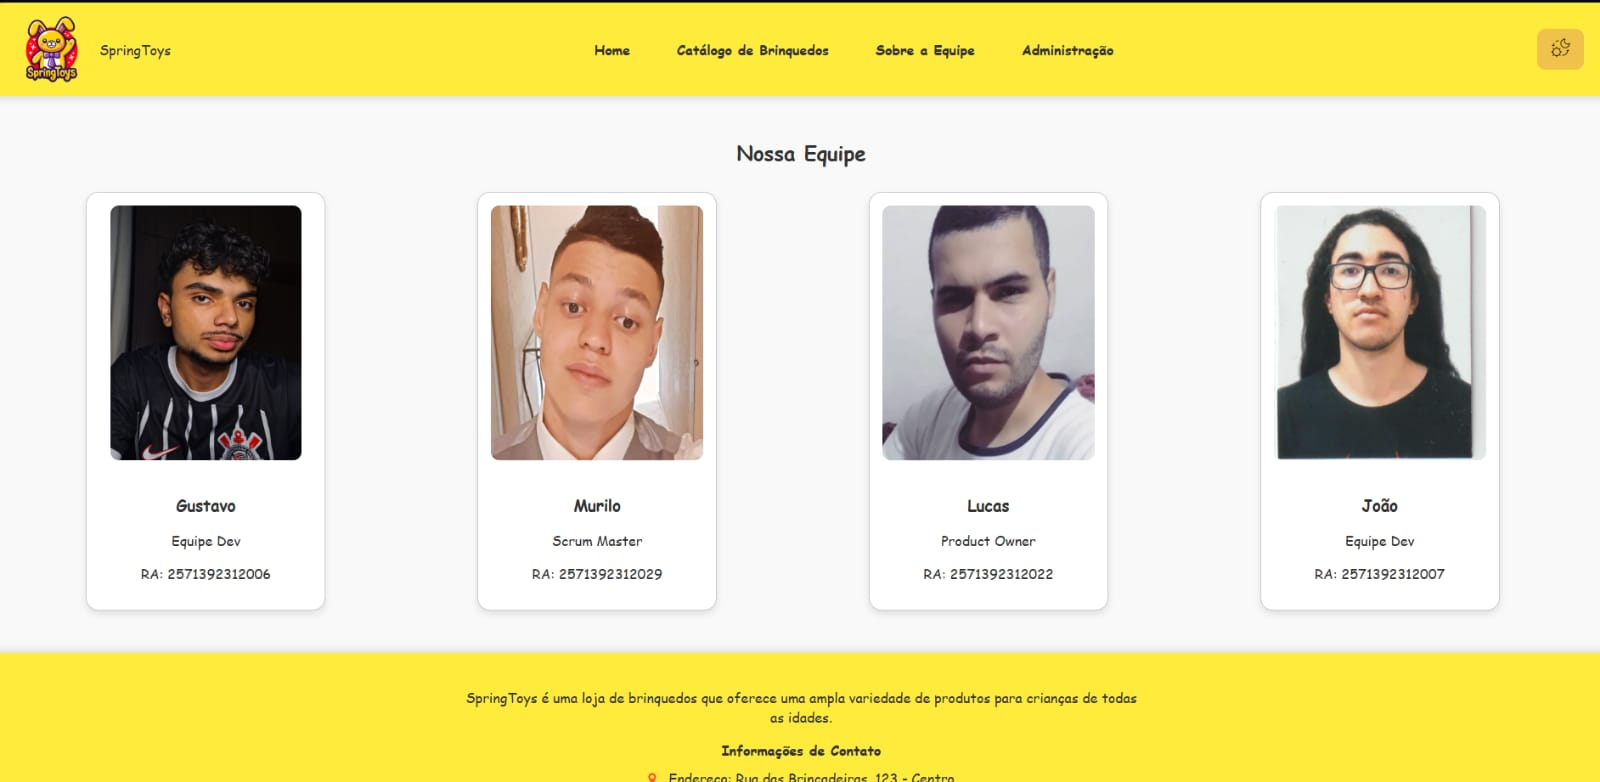 SpringToys
SpringToys
Home Catálogo de Brinquedos Sobre a Equipe Administração
Nossa Equipe
Gustavo
Equipe Dev
RA: 2571392312006
Murilo
Scrum Master
RA: 2571392312029
Lucas
Product Owner
RA: 2571392312022
João
Equipe Dev
RA: 2571392312007
SpringToys é uma loja de brinquedos que oferece uma ampla variedade de produtos para crianças de todas
as idades.
Informações de Contato
Endereço: Rua das Brincadeiras, 123 - Centro